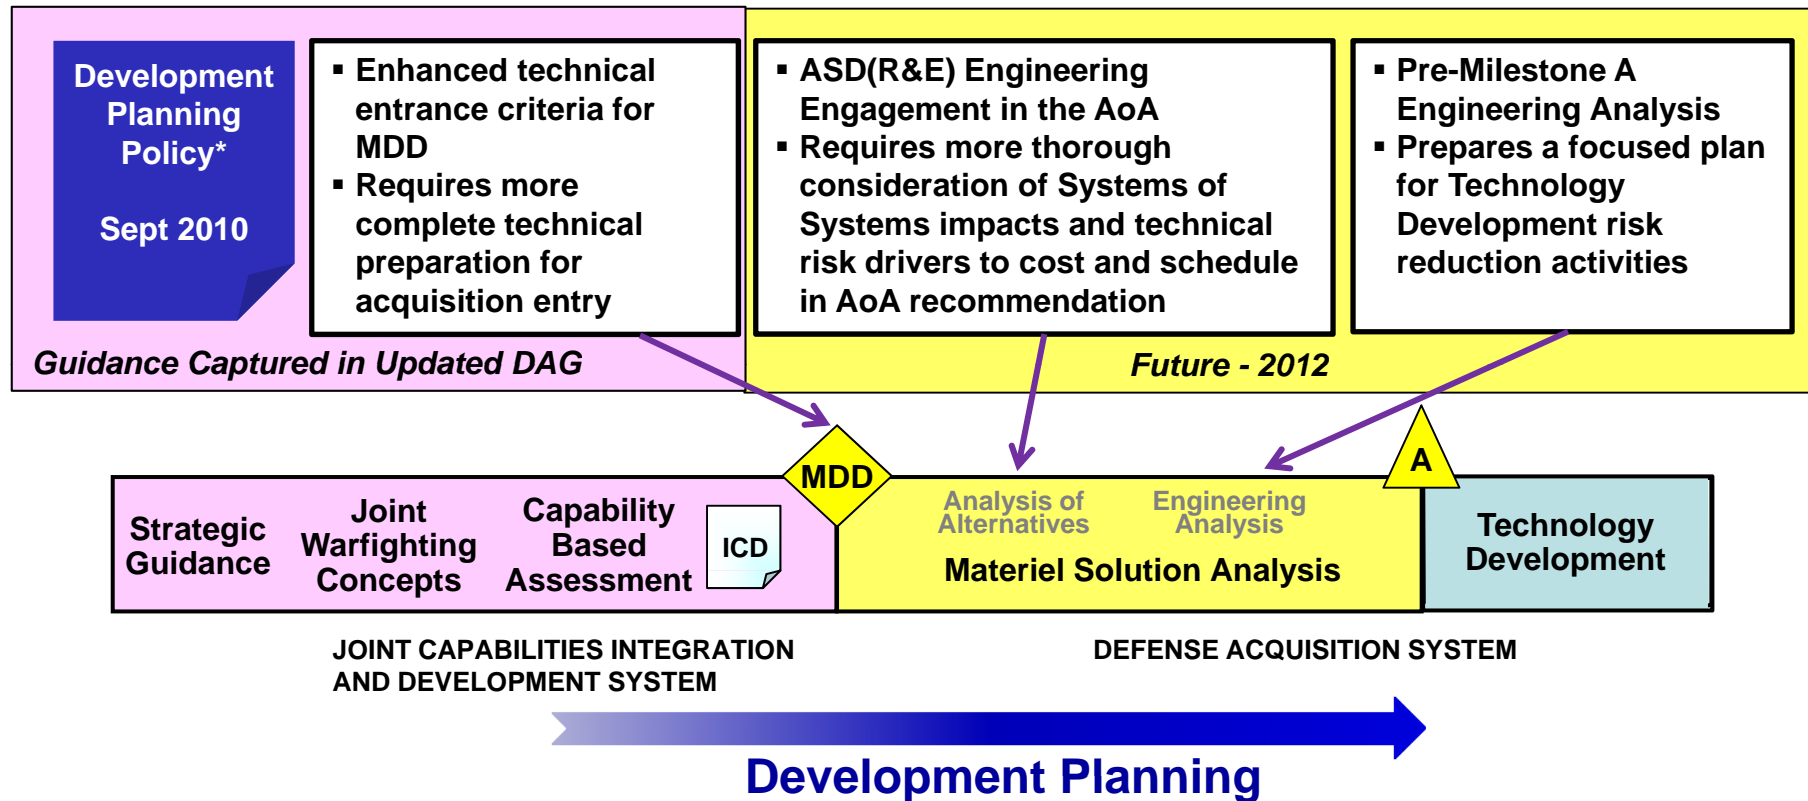 Development
Planning
Policy*
Sept 2010
▪ Enhanced technical
entrance criteria for
MDD
▪ Requires more
complete technical
preparation for
acquisition entry
Guidance Captured in Updated DAG
▪ ASD(R&E) Engineering
Engagement in the AoA
▪ Requires more thorough
consideration of Systems of
Systems impacts and technical
risk drivers to cost and schedule
in AoA recommendation
▪ Pre-Milestone A
Engineering Analysis
▪ Prepares a focused plan
for Technology
Development risk
reduction activities
Future - 2012
MDD
A
Strategic
Guidance
Joint
Warfighting
Concepts
Capability
Based
Assessment
ICD
Analysis of
Alternatives
Engineering
Analysis
Materiel Solution Analysis
Technology
Development
JOINT CAPABILITIES INTEGRATION
AND DEVELOPMENT SYSTEM
DEFENSE ACQUISITION SYSTEM
Development Planning